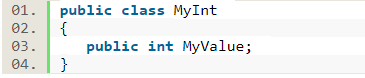 01. public class MyInt
02. {
03.    public int MyValue;
04. }